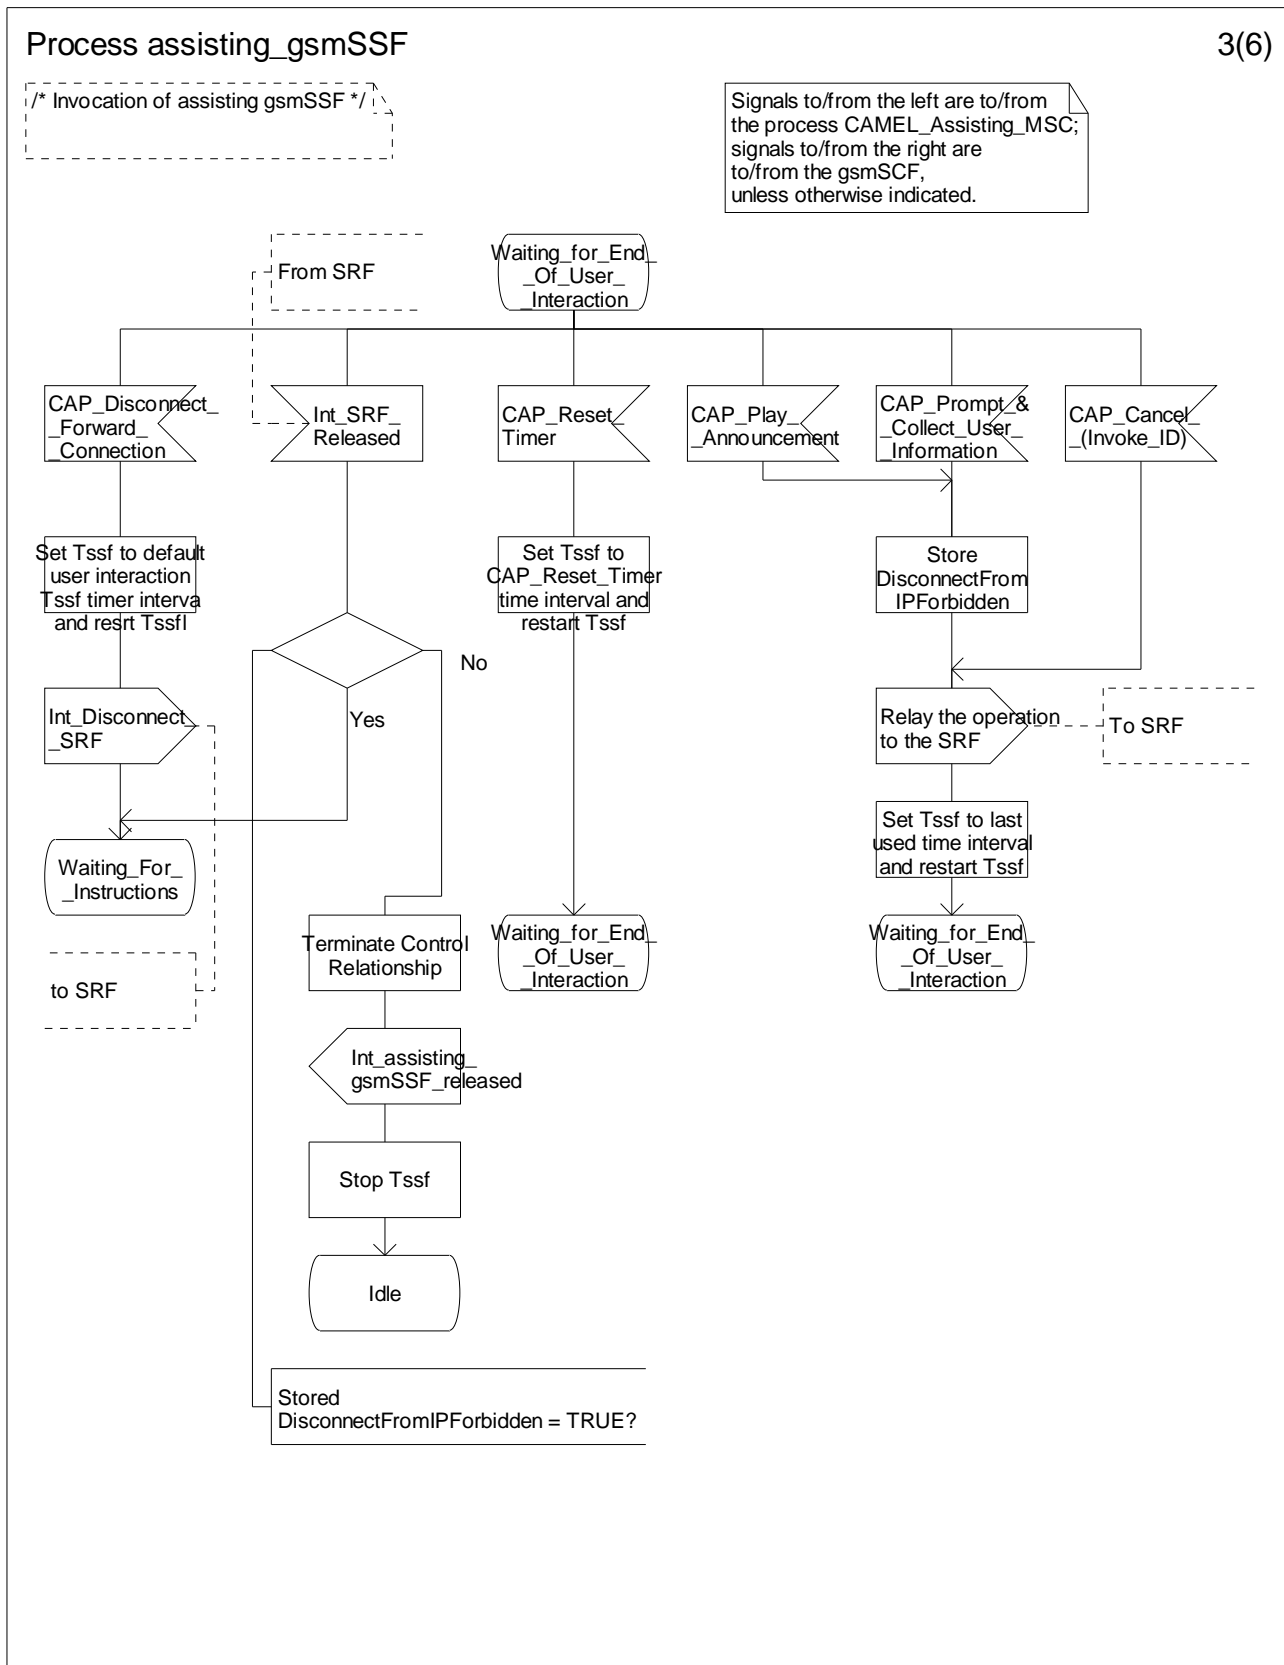 Process assisting_gsmSSF
3(6)
/* Invocation of assisting gsmSSF */
Signals to/from the left are to/from
the process CAMEL_Assisting_MSC;
signals to/from the right are
to/from the gsmSCF,
unless otherwise indicated.
From SRF
Waiting_for_End_
_Of_User_
_Interaction
CAP_Disconnect_
_Forward_
_Connection
Int_SRF_
Released
CAP_Reset_
Timer
CAP_Play_
_Announcement
CAP_Prompt_&
_Collect_User_
_Information
CAP_Cancel_
_(Invoke_ID)
Set Tssf to default
user interaction
Tssf timer interva
and resrt Tssfl
Set Tssf to
CAP_Reset_Timer
time interval and
restart Tssf
Store
DisconnectFrom
IPForbidden
No
Yes
Int_Disconnect_
_SRF
Relay the operation
to the SRF
To SRF
Set Tssf to last
used time interval
and restart Tssf
Waiting_For_
_Instructions
Terminate Control
Relationship
Waiting_for_End_
_Of_User_
_Interaction
Waiting_for_End_
_Of_User_
_Interaction
to SRF
Int_assisting_
gsmSSF_released
Stop Tssf
Idle
Stored
DisconnectFromIPForbidden = TRUE?